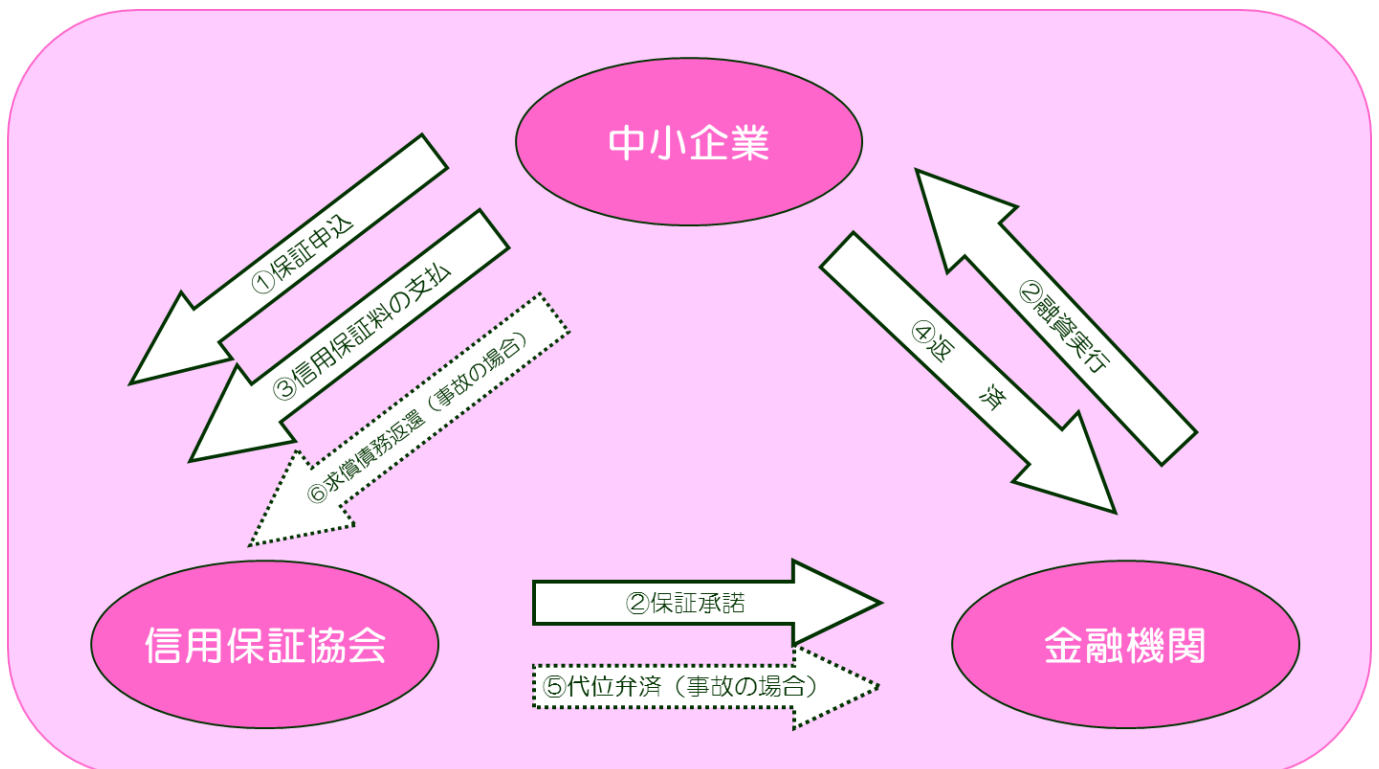 中小企業
①保証申込
③信用保証料の支払
⑥求償債務返還（事故の場合）
②融資実行
④返　済
②保証承諾
⑤代位弁済（事故の場合）
信用保証協会
金融機関